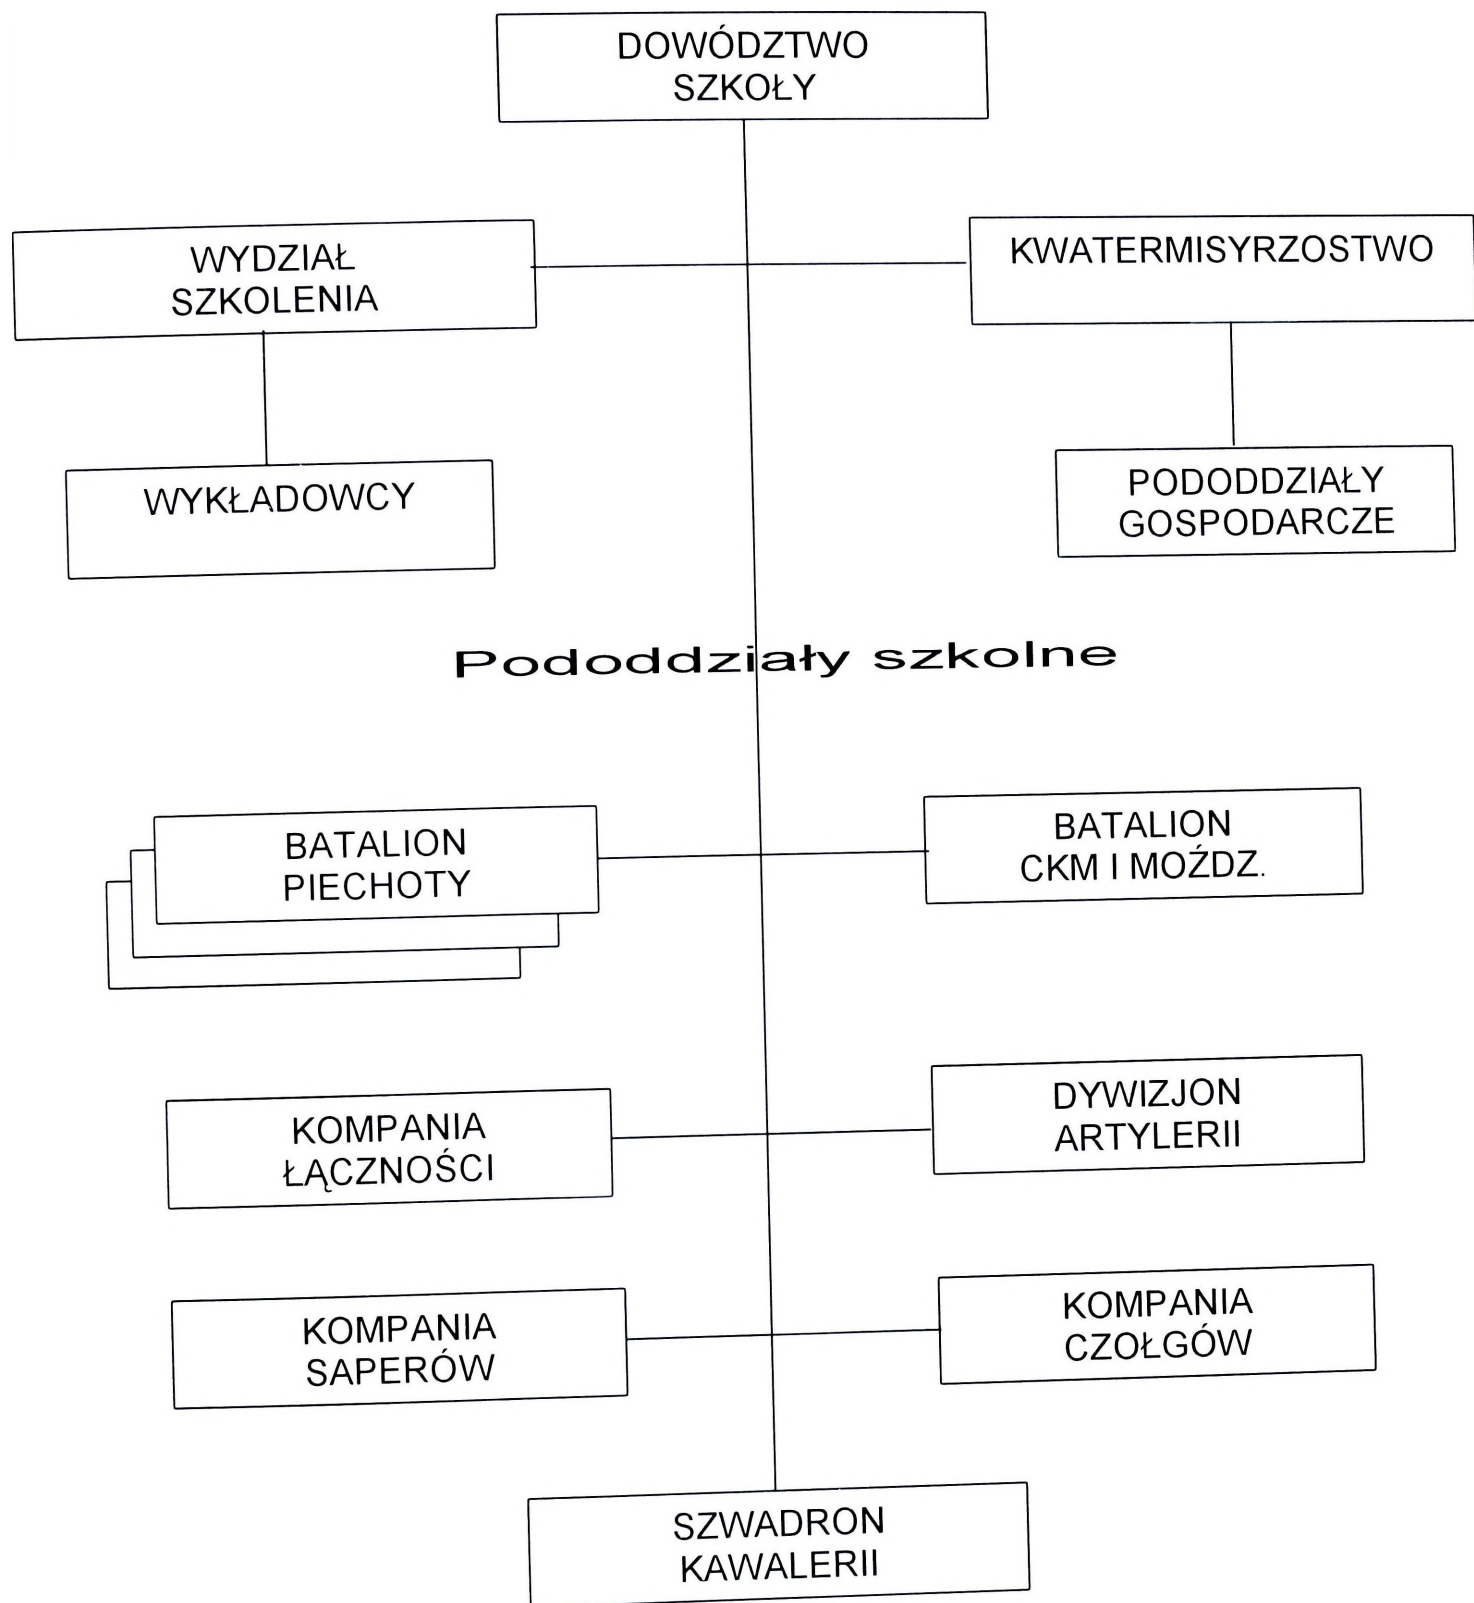 DOWÓDZTWO
SZKOŁY
WYDZIAŁ
SZKOLENIA
KWATERMISYRZOSTWO
WYKŁADOWCY
PODODDZIAŁY
GOSPODARCZE
Pododdziały szkolne
BATALION
PIECHOTY
BATALION
CKM I MOŹDZ.
KOMPANIA
ŁĄCZNOŚCI
DYWIZJON
ARTYLERII
KOMPANIA
SAPERÓW
KOMPANIA
CZOŁGÓW
SZWADRON
KAWALERII